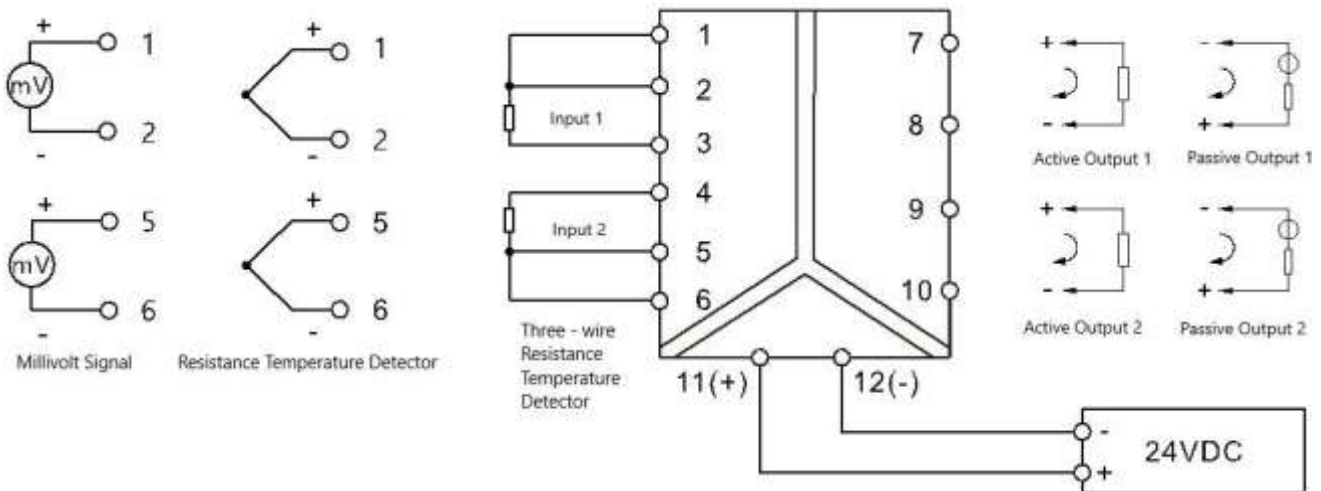 +
1
mV
2
-
+
5
mV
6
-
Millivolt Signal
+
1
2
-
+
5
6
-
Resistance Temperature Detector
1
2
Input 1
3
4
Input 2
5
6
Three - wire
Resistance
Temperature
Detector
7
8
9
10
11(+)
12(-)
+
-
Active Output 1
-
+
Passive Output 1
+
-
Active Output 2
-
+
Passive Output 2
-
24VDC
+